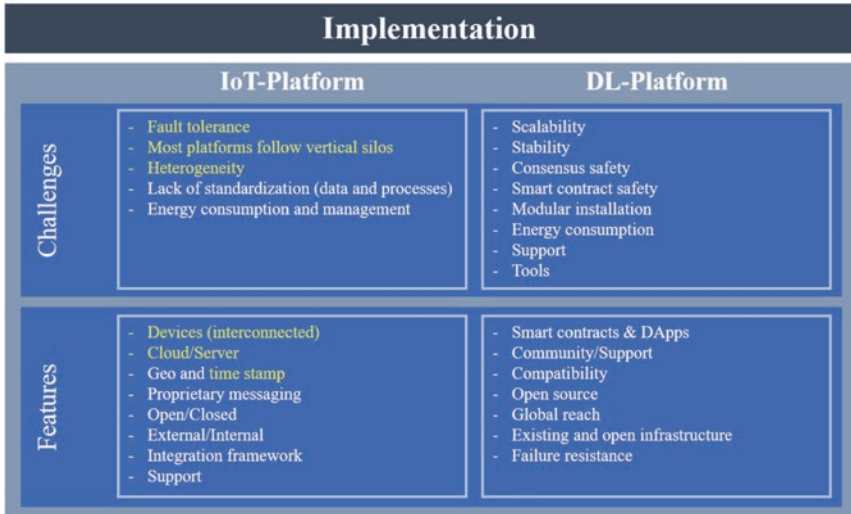 Implementation
IoT-Platform
DL-Platform
Challenges
- Fault tolerance
- Most platforms follow vertical silos
- Heterogeneity
- Lack of standardization (data and processes)
- Energy consumption and management
- Scalability
- Stability
- Consensus safety
- Smart contract safety
- Modular installation
- Energy consumption
- Support
- Tools
Features
- Devices (interconnected)
- Cloud/Server
- Geo and time stamp
- Proprietary messaging
- Open/Closed
- External/Internal
- Integration framework
- Support
- Smart contracts & DApps
- Community/Support
- Compatibility
- Open source
- Global reach
- Existing and open infrastructure
- Failure resistance